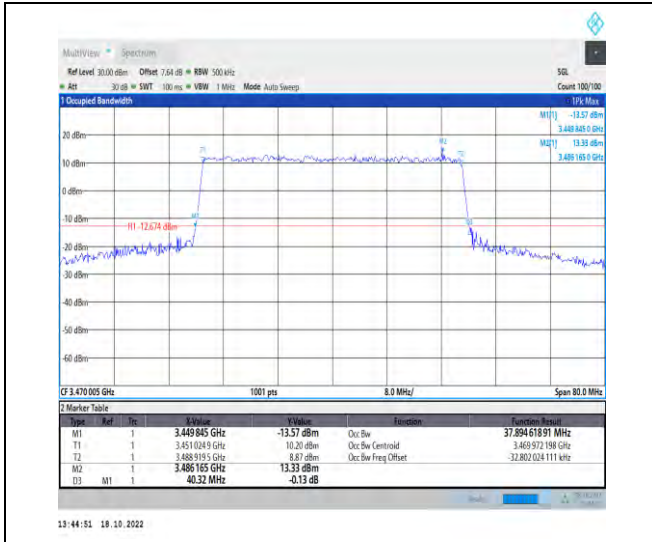 MultiView Spectrum
Ref Level 30.00 dBm Offset 7.64 dB RBW 500 kHz SGL
Att 30 dB SWT 100 ms VBW 1 MHz Mode Auto Sweep Count 100/100
1 Occupied Bandwidth 1Pk Max
M1[1] -13.57 dBm
3.449 845 0 GHz
M2[1] 13.33 dBm
3.486 165 0 GHz
20 dBm
10 dBm
0 dBm
-10 dBm
-20 dBm
-30 dBm
-40 dBm
-50 dBm
-60 dBm
H1 -12.674 dBm
M1
M2
CF 3.470 005 GHz 1001 pts 8.0 MHz/ Span 80.0 MHz
2 Marker Table
Type Ref Trc X-Value Y-Value Function Function Result
M1 1 3.449 845 GHz -13.57 dBm Occ Bw 37.894 618 91 MHz
T1 1 3.451 024 9 GHz 10.20 dBm Occ Bw Centroid 3.469 972 198 GHz
T2 1 3.488 919 5 GHz 8.87 dBm Occ Bw Freq Offset -32.802 024 111 kHz
M2 1 3.486 165 GHz 13.33 dBm
D3 M1 1 40.32 MHz -0.13 dB
13:44:51 18.10.2022